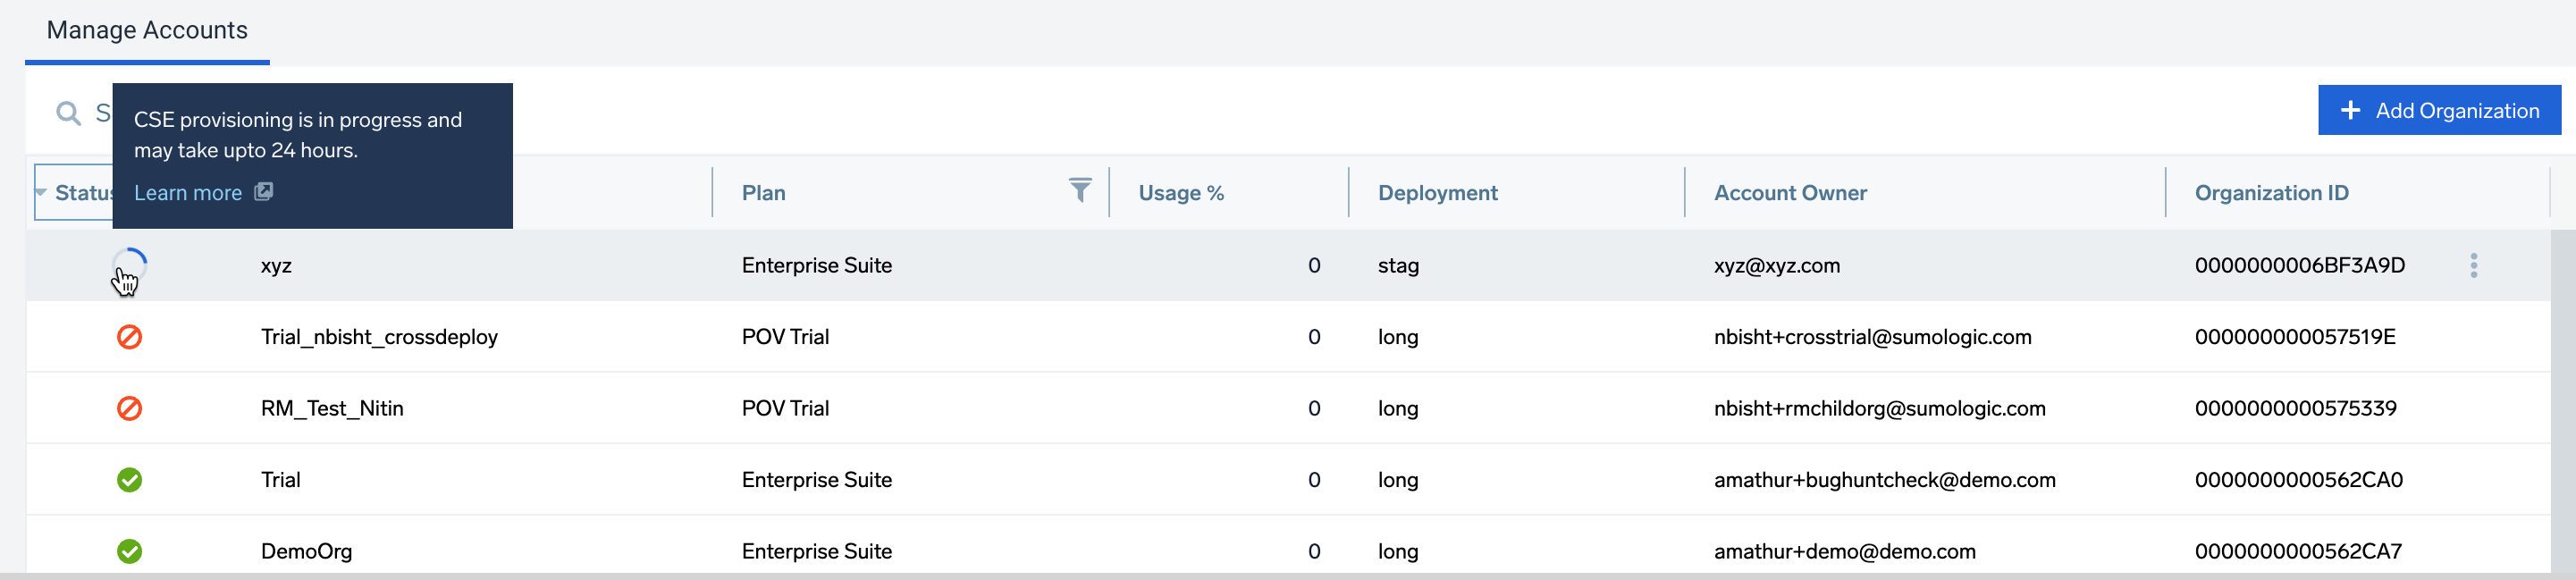 Manage Accounts
S
CSE provisioning is in progress and
may take upto 24 hours.
Learn more
+ Add Organization
Status Plan Usage % Deployment Account Owner Organization ID
xyz Enterprise Suite 0 stag xyz@xyz.com 0000000006BF3A9D
Trial_nbisht_crossdeploy POV Trial 0 long nbisht+crosstrial@sumologic.com 000000000057519E
RM_Test_Nitin POV Trial 0 long nbisht+rmchildorg@sumologic.com 0000000000575339
Trial Enterprise Suite 0 long amathur+bughuntcheck@demo.com 0000000000562CA0
DemoOrg Enterprise Suite 0 long amathur+demo@demo.com 0000000000562CA7